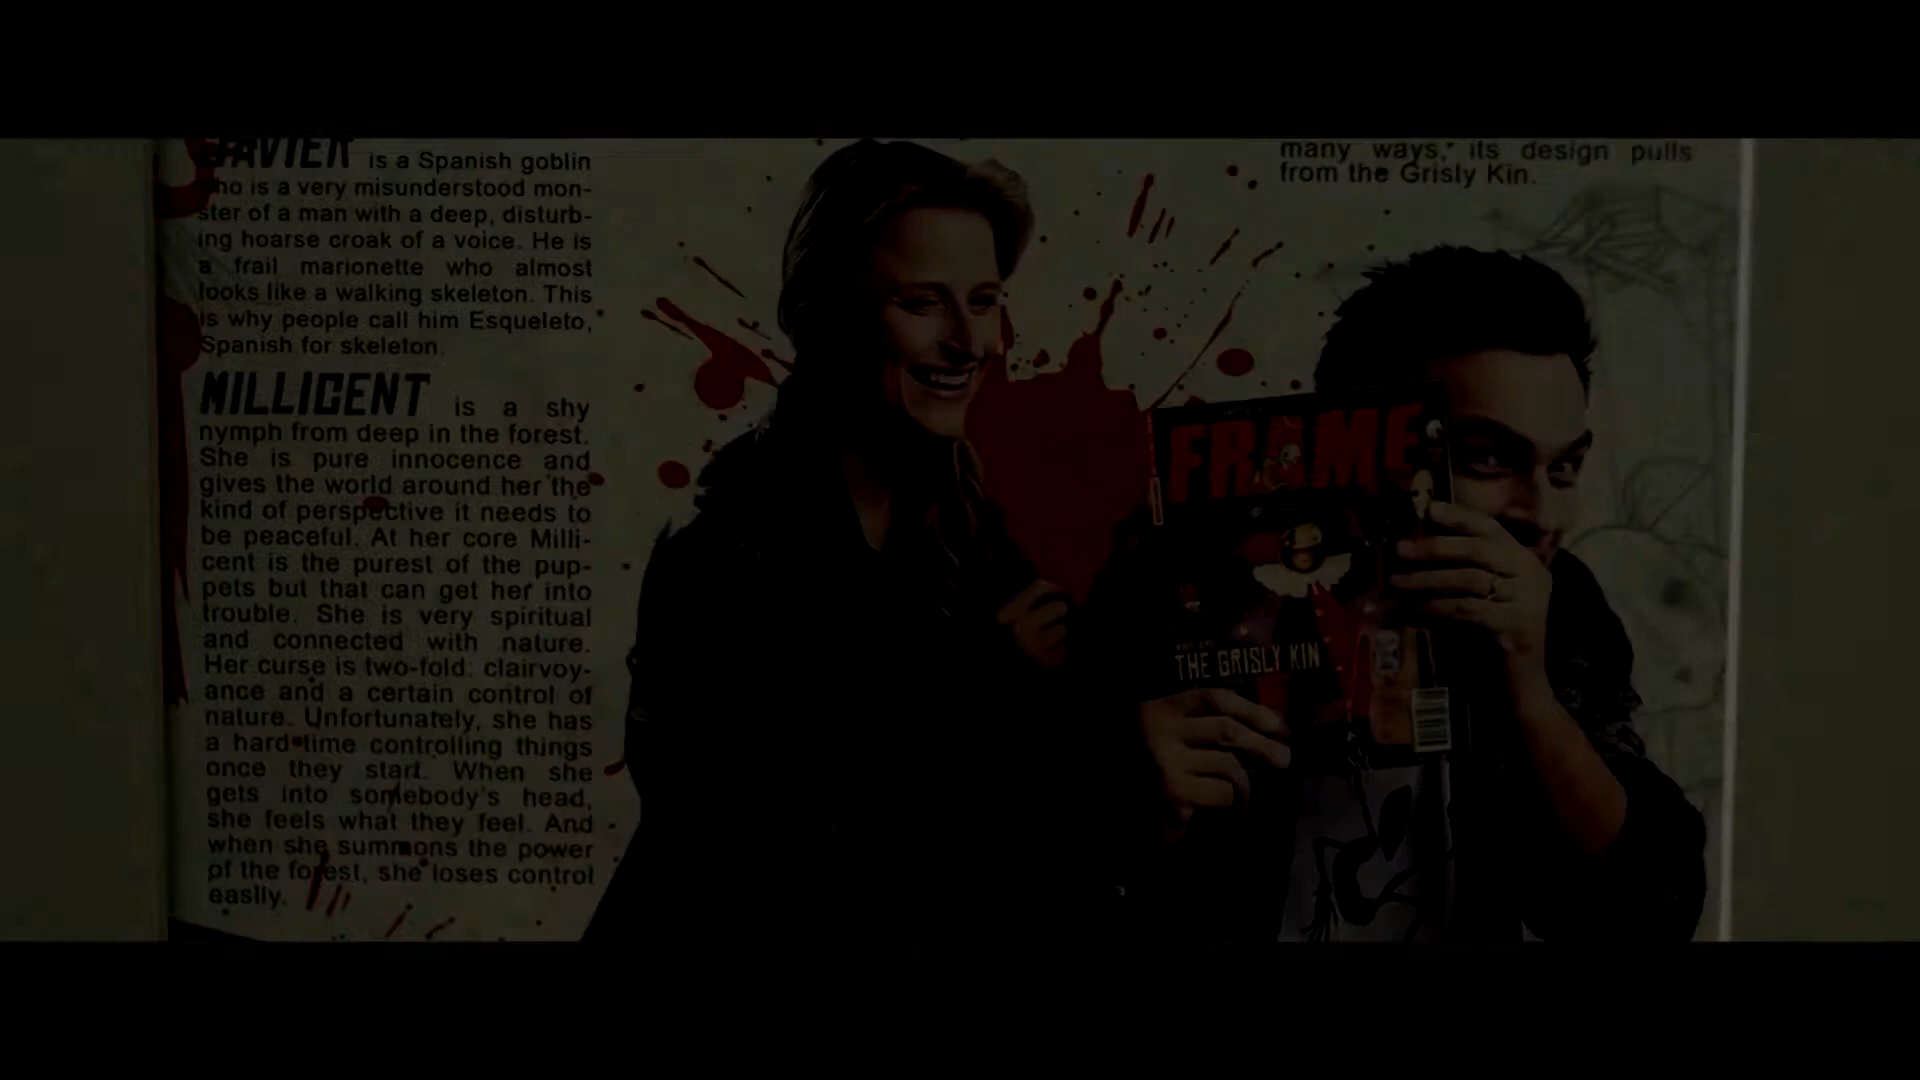 JAVIER is a Spanish goblin
who is a very misunderstood mon-
ster of a man with a deep, disturb-
ing hoarse croak of a voice. He is
a frail marionette who almost
looks like a walking skeleton. This
is why people call him Esqueleto,
Spanish for skeleton.
MILLICENT is a shy
nymph from deep in the forest.
She is pure innocence and
gives the world around her the
kind of perspective it needs to
be peaceful. At her core Milli-
cent is the purest of the pup-
pets but that can get her into
trouble. She is very spiritual
and connected with nature.
Her curse is two-fold: clairvoy-
ance and a certain control of
nature. Unfortunately, she has
a hard time controlling things
once they start. When she
gets into somebody's head,
she feels what they feel. And
when she summons the power
of the forest, she loses control
easily.
many ways," its design pulls
from the Grisly Kin.
FRAME
THE GRISLY KIN